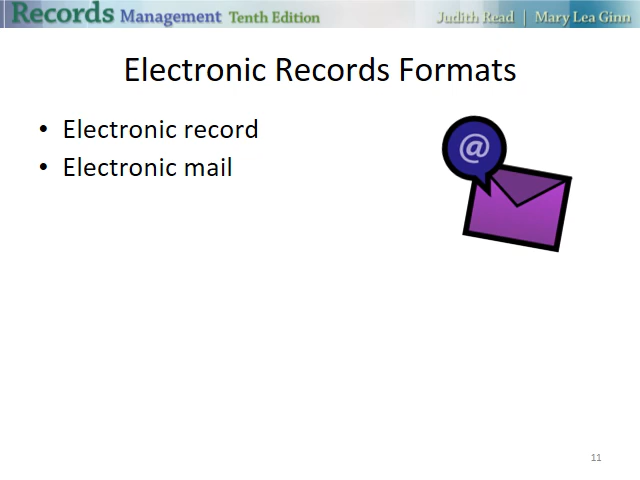 Records Management Tenth Edition Judith Read | Mary Lea Ginn
Electronic Records Formats
• Electronic record
• Electronic mail
@
11